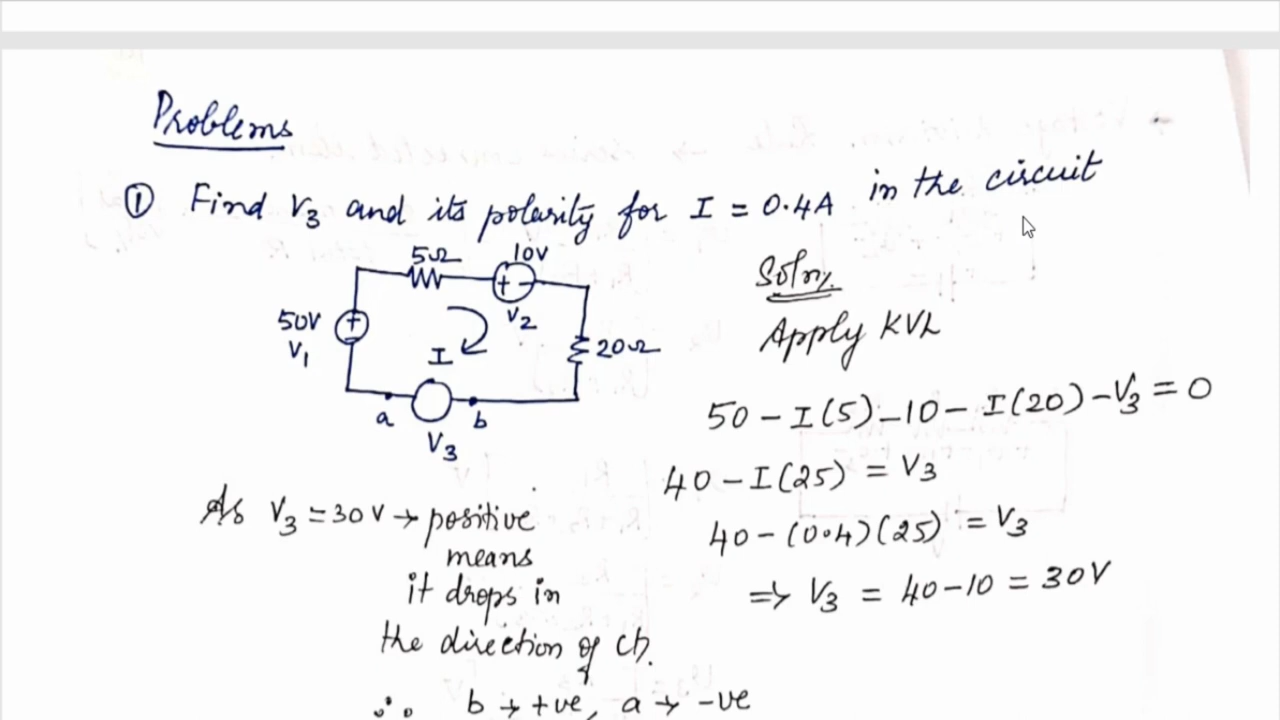 Problems
① Find V3 and its polarity for I = 0.4A in the circuit
5Ω
10V
+ -
V2
50V
V1
+
-
I
20Ω
a
b
V3
Soln/.
Apply KVL
50 - I(5) - 10 - I(20) - V3 = 0
40 - I(25) = V3
40 - (0.4)(25) = V3
=> V3 = 40 - 10 = 30V
As V3 = 30V → positive
means
it drops in
the direction of ch.
∴ b → +ve, a → -ve